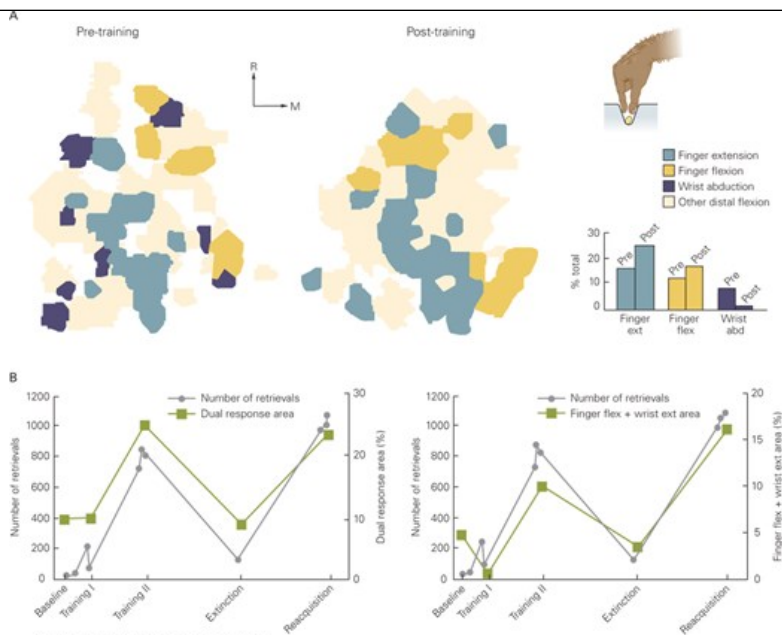 A
Pre-training
Post-training
R
M
Finger extension
Finger flexion
Wrist abduction
Other distal flexion
% total
30
20
10
0
Pre
Post
Pre
Post
Pre
Post
Finger ext
Finger flex
Wrist abd
B
Number of retrievals
Dual response area
Number of retrievals
1200
1000
800
600
400
200
0
30
20
10
0
Dual response area (%)
Baseline
Training I
Training II
Extinction
Reacquisition
Number of retrievals
Finger flex + wrist ext area
Number of retrievals
1200
1000
800
600
400
200
0
20
15
10
5
0
Finger flex + wrist ext area (%)
Baseline
Training I
Training II
Extinction
Reacquisition